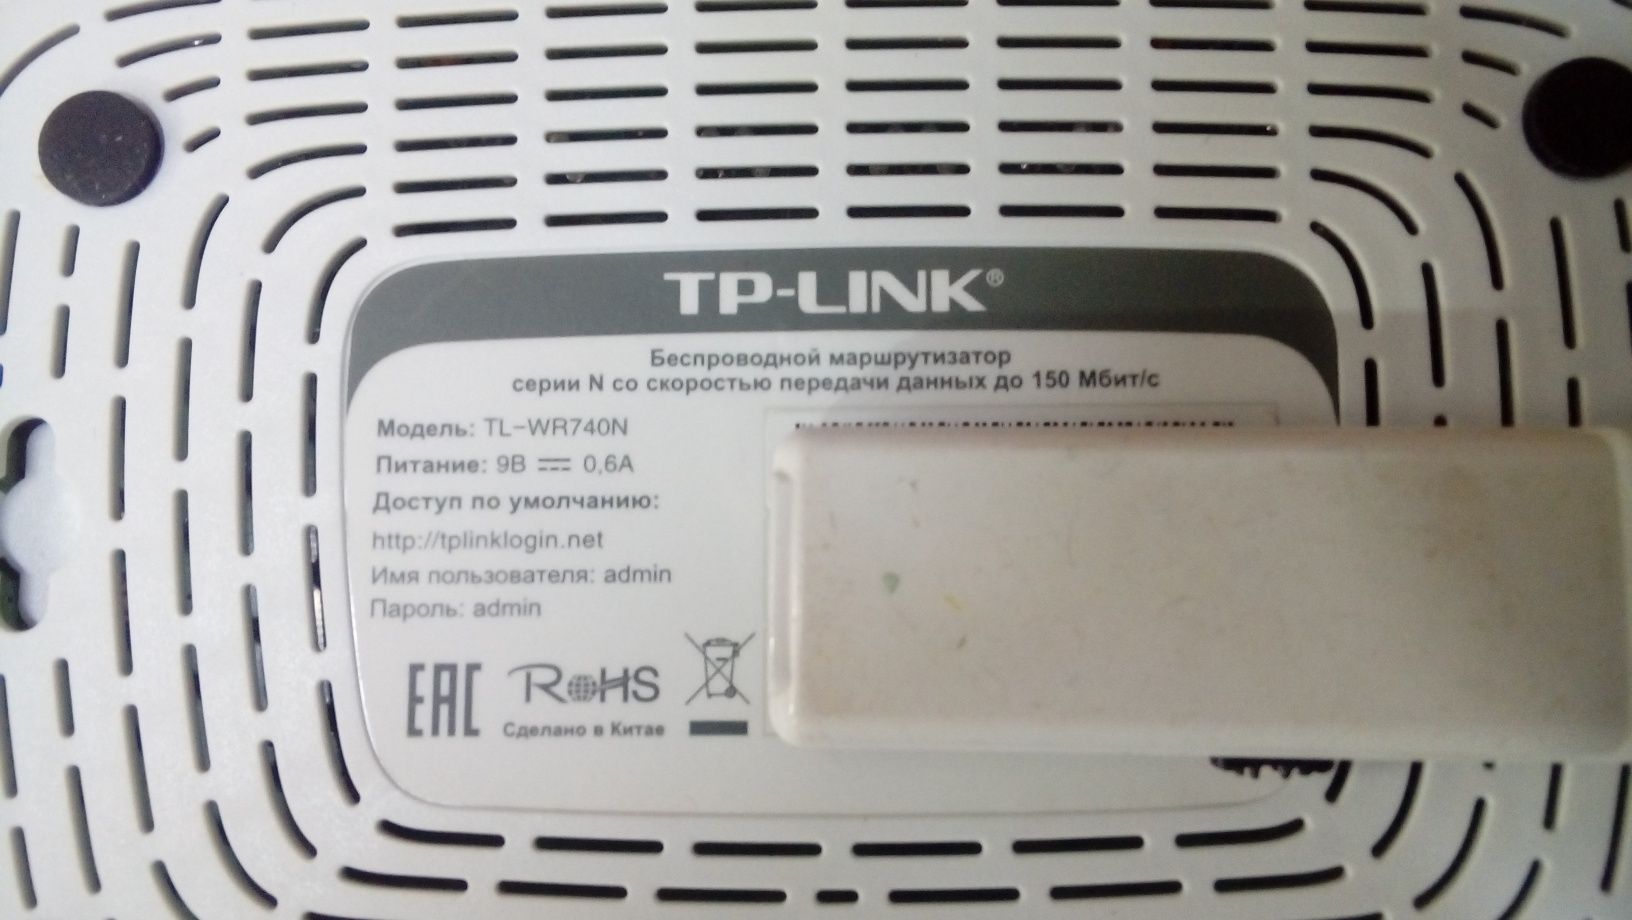 TP-LINK®
Беспроводной маршрутизатор
серии N со скоростью передачи данных до 150 Мбит/с
Модель: TL-WR740N
Питание: 9В ⎓ 0,6А
Доступ по умолчанию:
http://tplinklogin.net
Имя пользователя: admin
Пароль: admin
EAC RoHS
Сделано в Китае